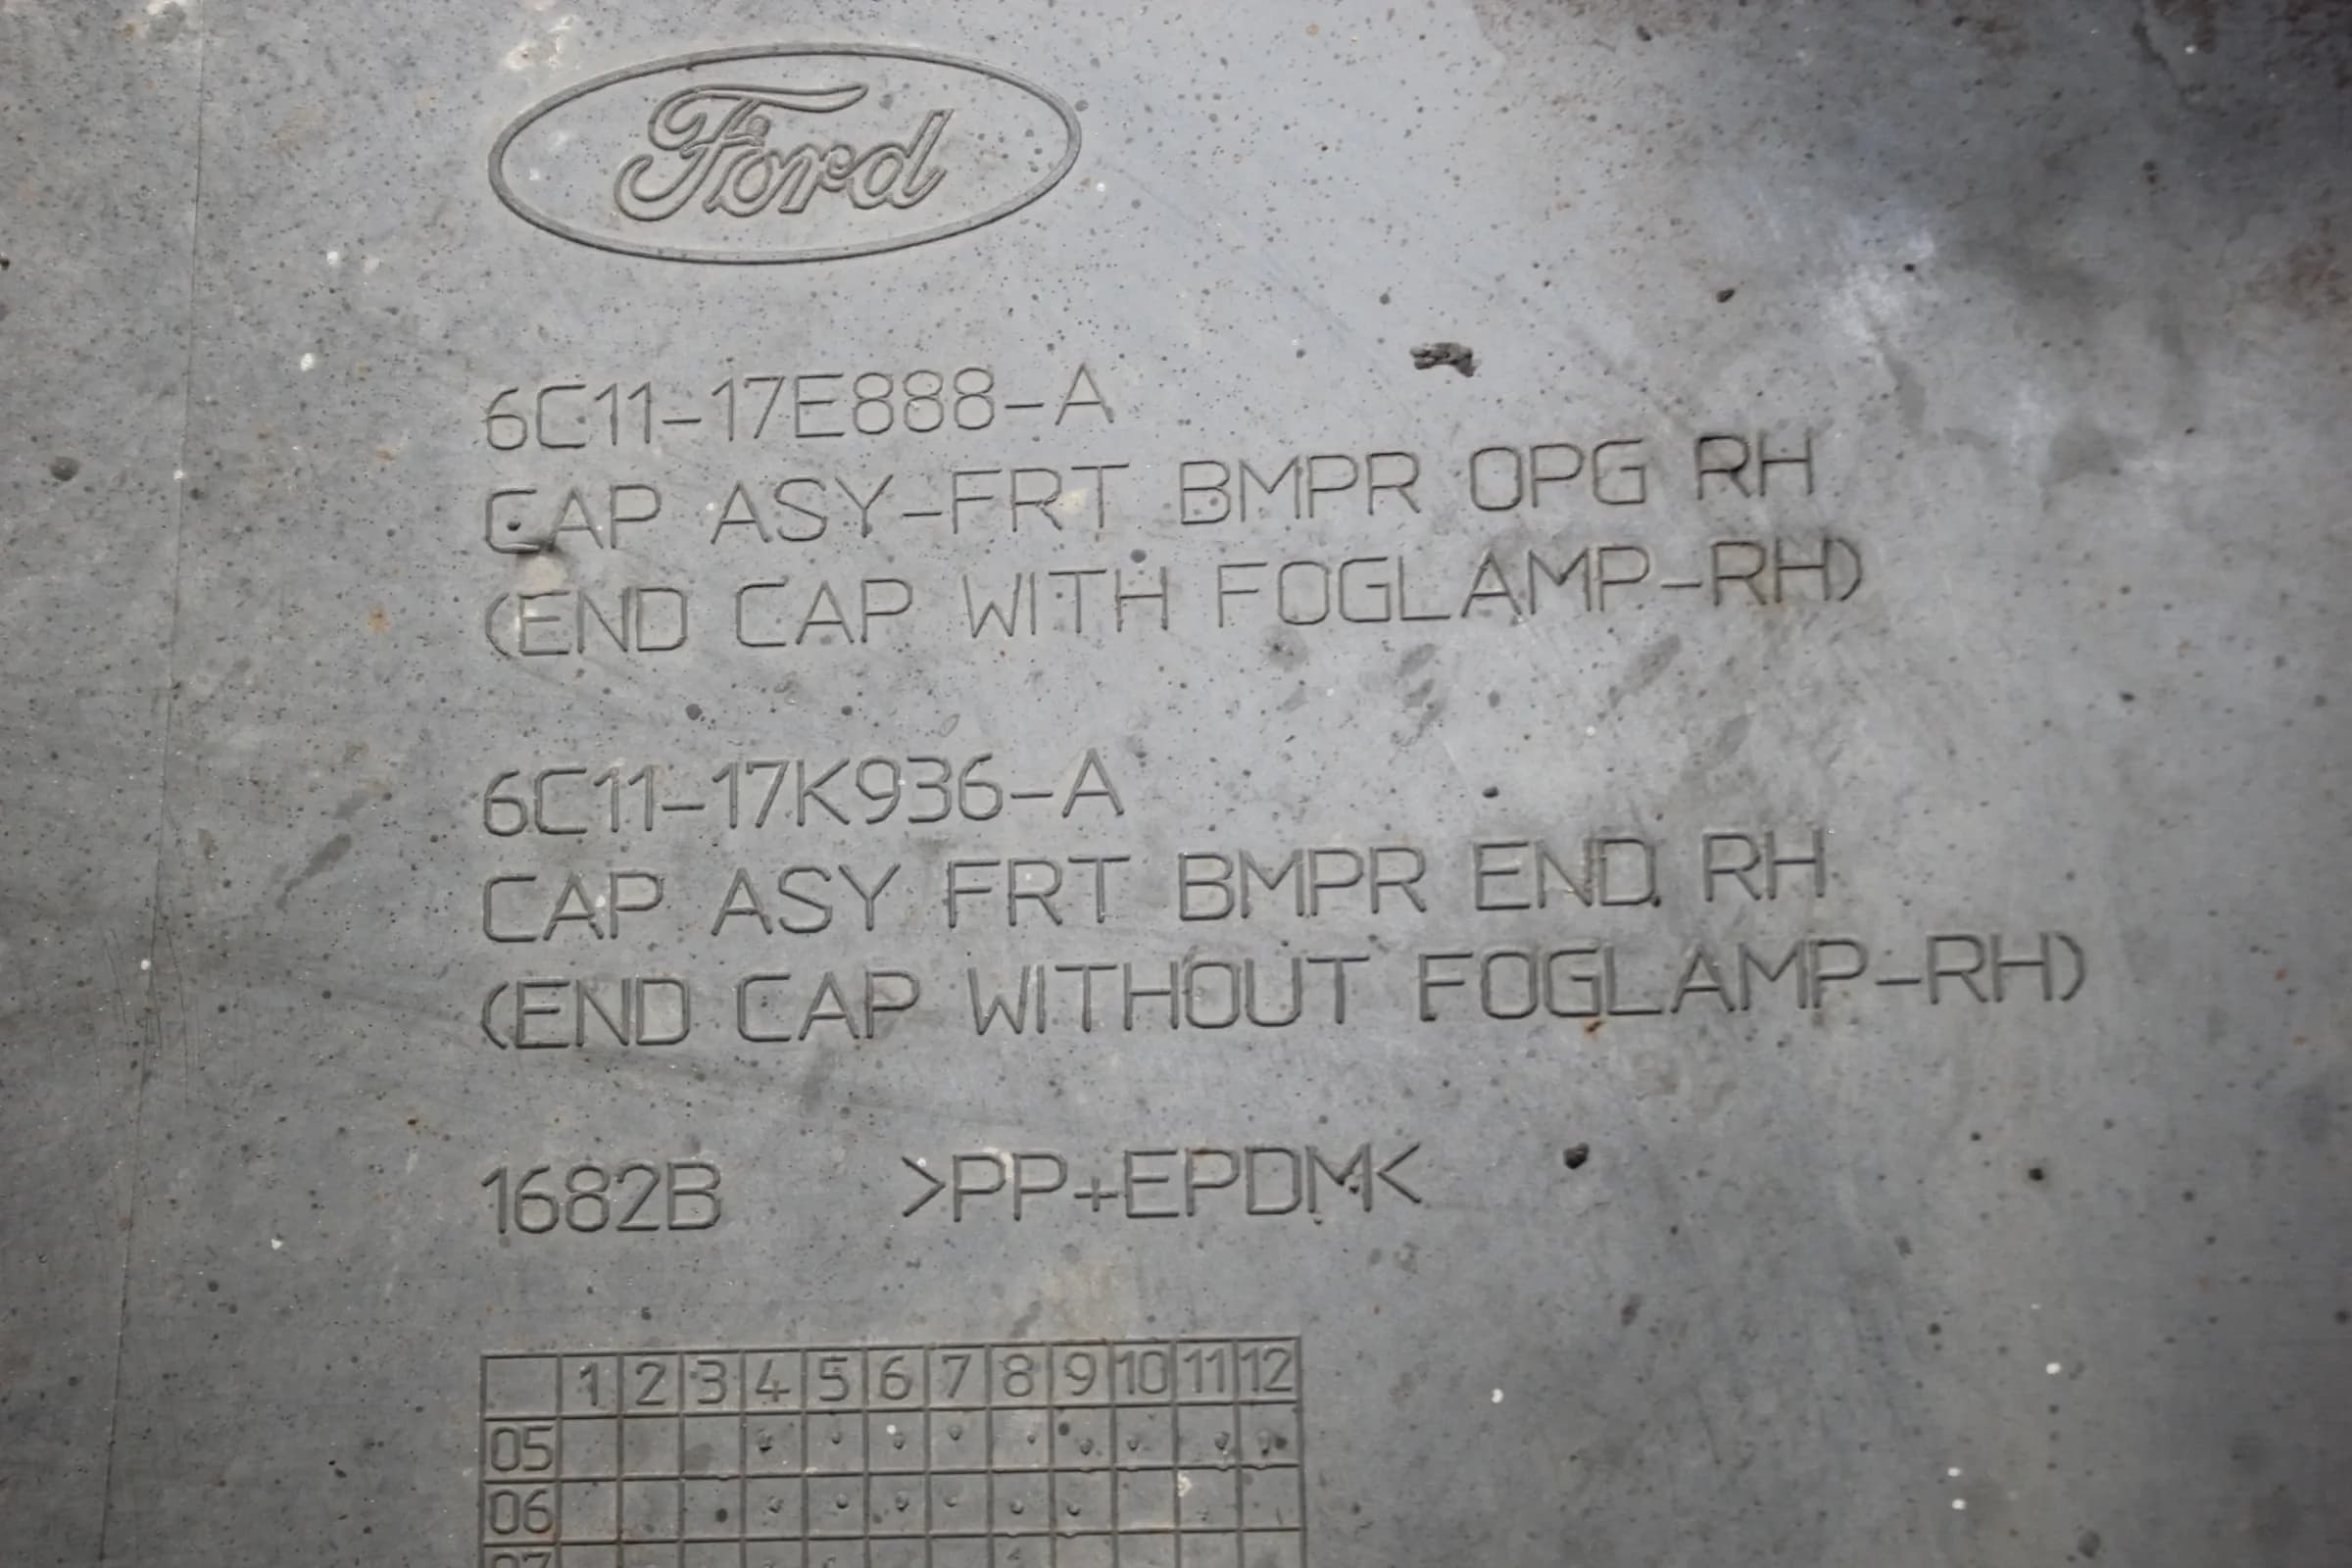 Ford
6C11-17E888-A
CAP ASY-FRT BMPR OPG RH
(END CAP WITH FOGLAMP-RH)
6C11-17K936-A
CAP ASY FRT BMPR END RH
(END CAP WITHOUT FOGLAMP-RH)
1682B >PP+EPDM<
1 2 3 4 5 6 7 8 9 10 11 12
05
06
07